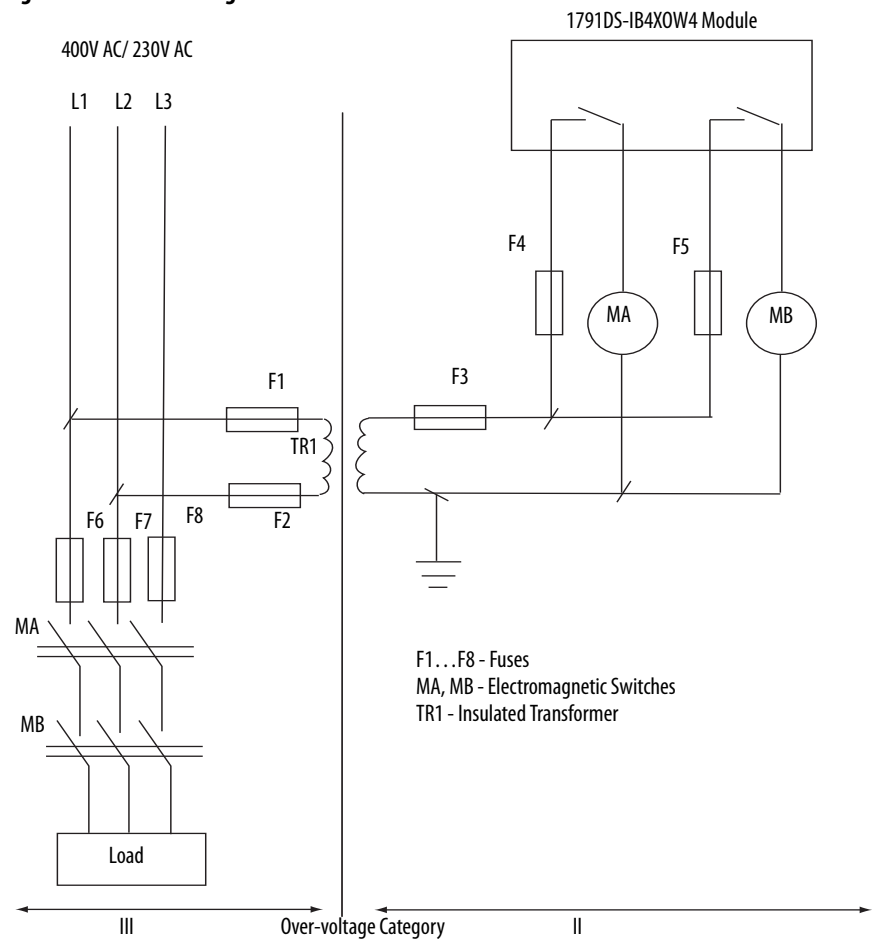 1791DS-IB4XOW4 Module
400V AC/ 230V AC
L1 L2 L3
F4 F5
MA MB
F1 F3
TR1
F6 F7 F8 F2
MA
F1...F8 - Fuses
MA, MB - Electromagnetic Switches
TR1 - Insulated Transformer
MB
Load
III Over-voltage Category II